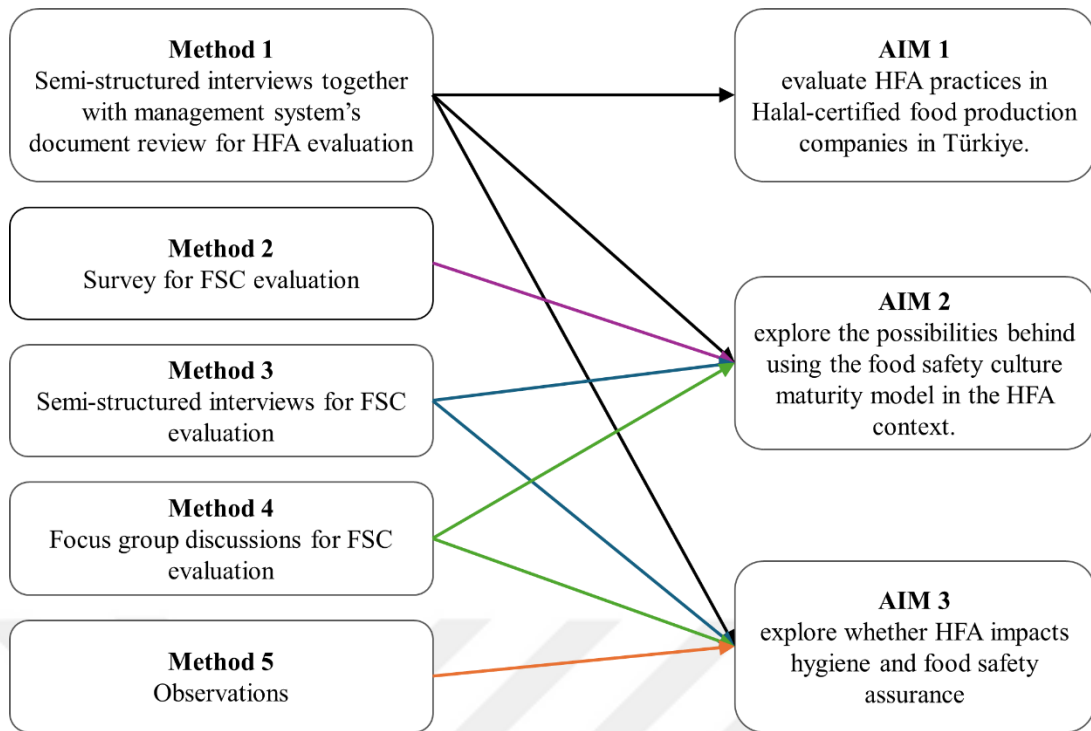 Method 1
Semi-structured interviews together
with management system's
document review for HFA evaluation
Method 2
Survey for FSC evaluation
Method 3
Semi-structured interviews for FSC
evaluation
Method 4
Focus group discussions for FSC
evaluation
Method 5
Observations
AIM 1
evaluate HFA practices in
Halal-certified food production
companies in Türkiye.
AIM 2
explore the possibilities behind
using the food safety culture
maturity model in the HFA
context.
AIM 3
explore whether HFA impacts
hygiene and food safety
assurance